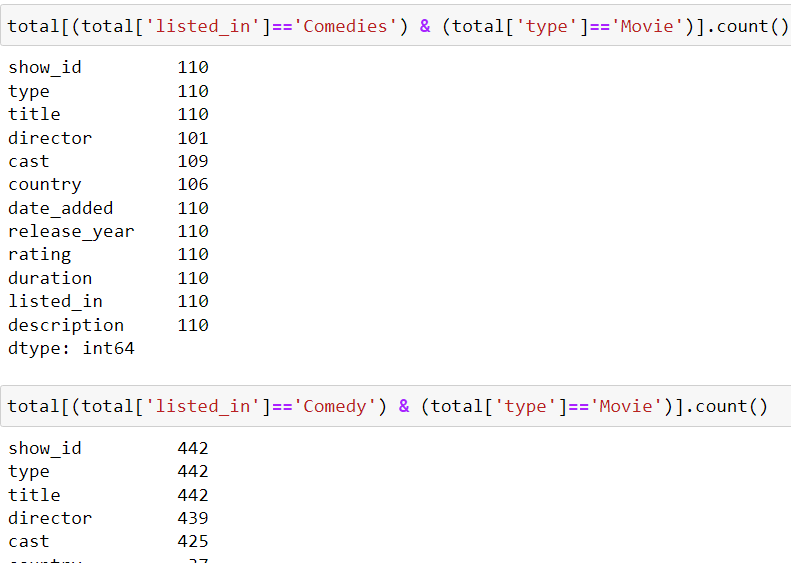 total[(total['listed_in']=='Comedies') & (total['type']=='Movie')].count()
show_id 110
type 110
title 110
director 101
cast 109
country 106
date_added 110
release_year 110
rating 110
duration 110
listed_in 110
description 110
dtype: int64
total[(total['listed_in']=='Comedy') & (total['type']=='Movie')].count()
show_id 442
type 442
title 442
director 439
cast 425